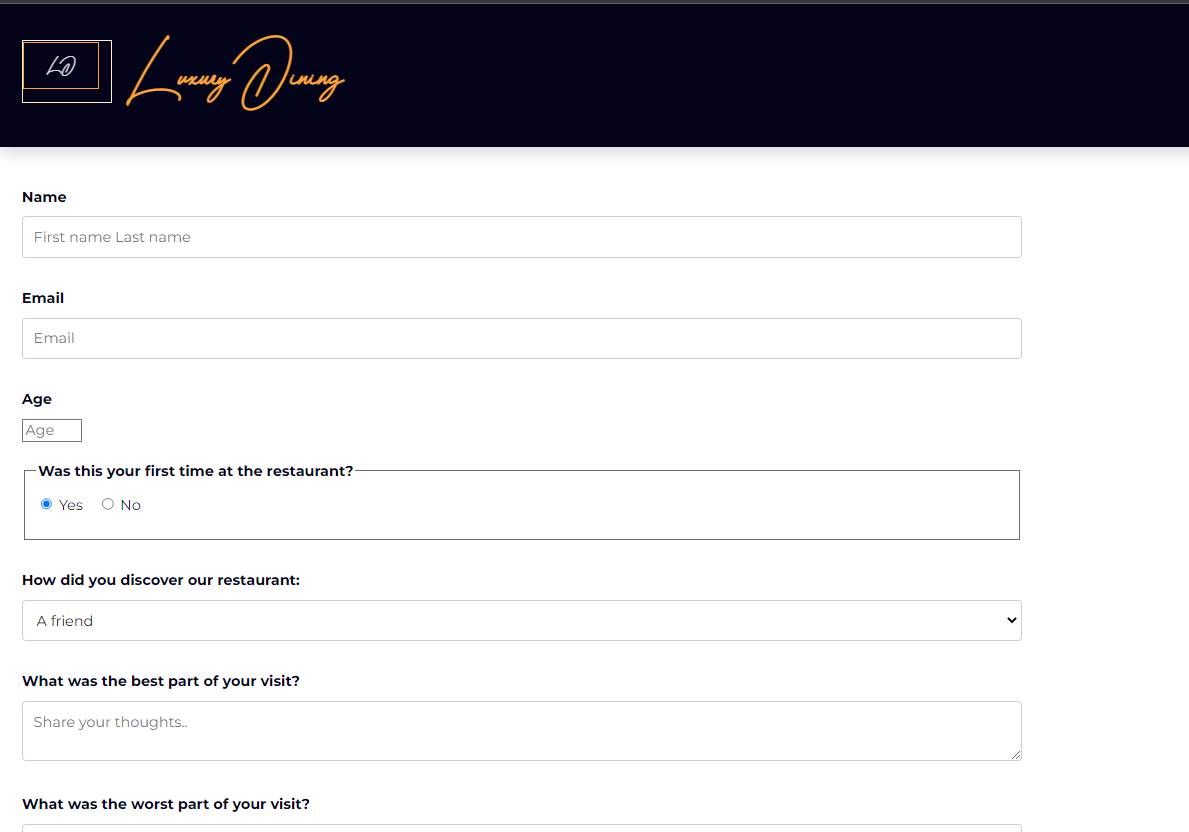 LD
Luxury Dining
Name
First name Last name
Email
Email
Age
Age
Was this your first time at the restaurant?
Yes No
How did you discover our restaurant:
A friend
What was the best part of your visit?
Share your thoughts..
What was the worst part of your visit?